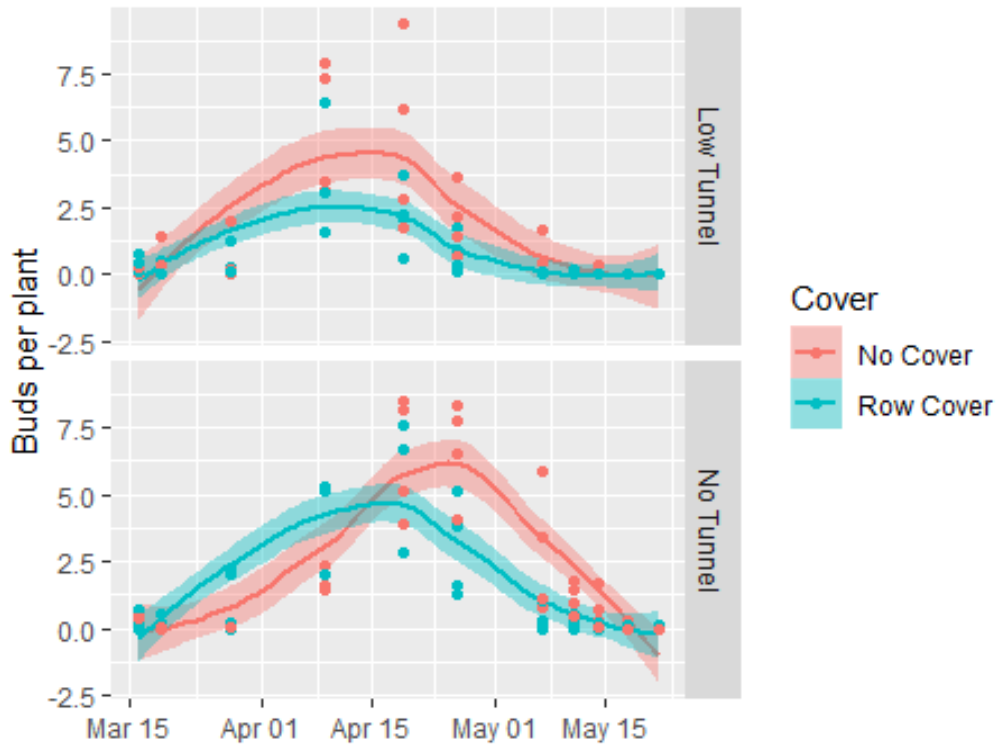 Buds per plant
7.5
5.0
2.5
0.0
-2.5
Low Tunnel
7.5
5.0
2.5
0.0
-2.5
No Tunnel
Mar 15 Apr 01 Apr 15 May 01 May 15
Cover
No Cover
Row Cover